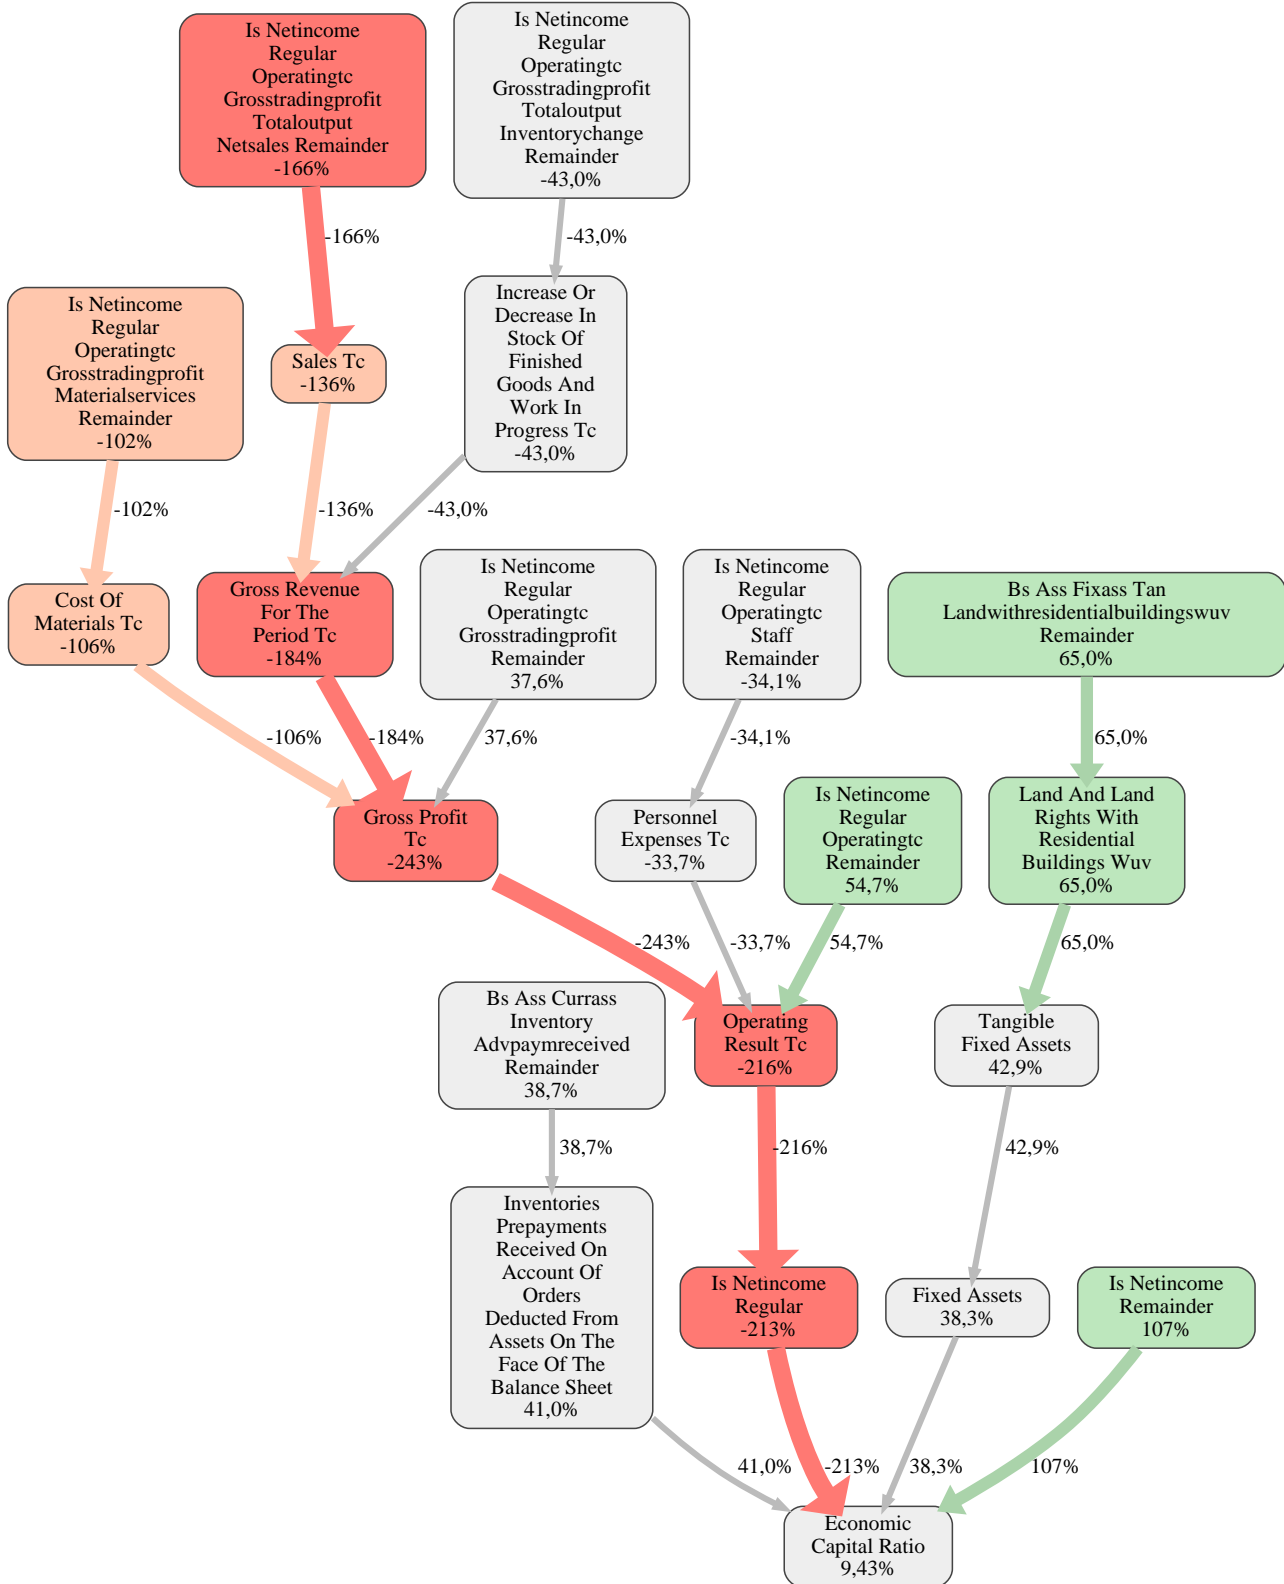 Is Netincome
Regular
Operatingtc
Grosstradingprofit
Totaloutput
Netsales Remainder
-166%
Is Netincome
Regular
Operatingtc
Grosstradingprofit
Totaloutput
Inventorychange
Remainder
-43,0%
-166%
-43,0%
Is Netincome
Regular
Operatingtc
Grosstradingprofit
Materialservices
Remainder
-102%
Sales Tc
-136%
Increase Or
Decrease In
Stock Of
Finished
Goods And
Work In
Progress Tc
-43,0%
-102%
-136%
-43,0%
Cost Of
Materials Tc
-106%
Gross Revenue
For The
Period Tc
-184%
Is Netincome
Regular
Operatingtc
Grosstradingprofit
Remainder
37,6%
Is Netincome
Regular
Operatingtc
Staff
Remainder
-34,1%
Bs Ass Fixass Tan
Landwithresidentialbuildingswuv
Remainder
65,0%
-106%
-184%
37,6%
-34,1%
65,0%
Gross Profit
Tc
-243%
Personnel
Expenses Tc
-33,7%
Is Netincome
Regular
Operatingtc
Remainder
54,7%
Land And Land
Rights With
Residential
Buildings Wuv
65,0%
-243%
-33,7%
54,7%
65,0%
Bs Ass Currass
Inventory
Advpaymreceived
Remainder
38,7%
Operating
Result Tc
-216%
Tangible
Fixed Assets
42,9%
38,7%
-216%
42,9%
Inventories
Prepayments
Received On
Account Of
Orders
Deducted From
Assets On The
Face Of The
Balance Sheet
41,0%
Is Netincome
Regular
-213%
Fixed Assets
38,3%
Is Netincome
Remainder
107%
41,0%
-213%
38,3%
107%
Economic
Capital Ratio
9,43%